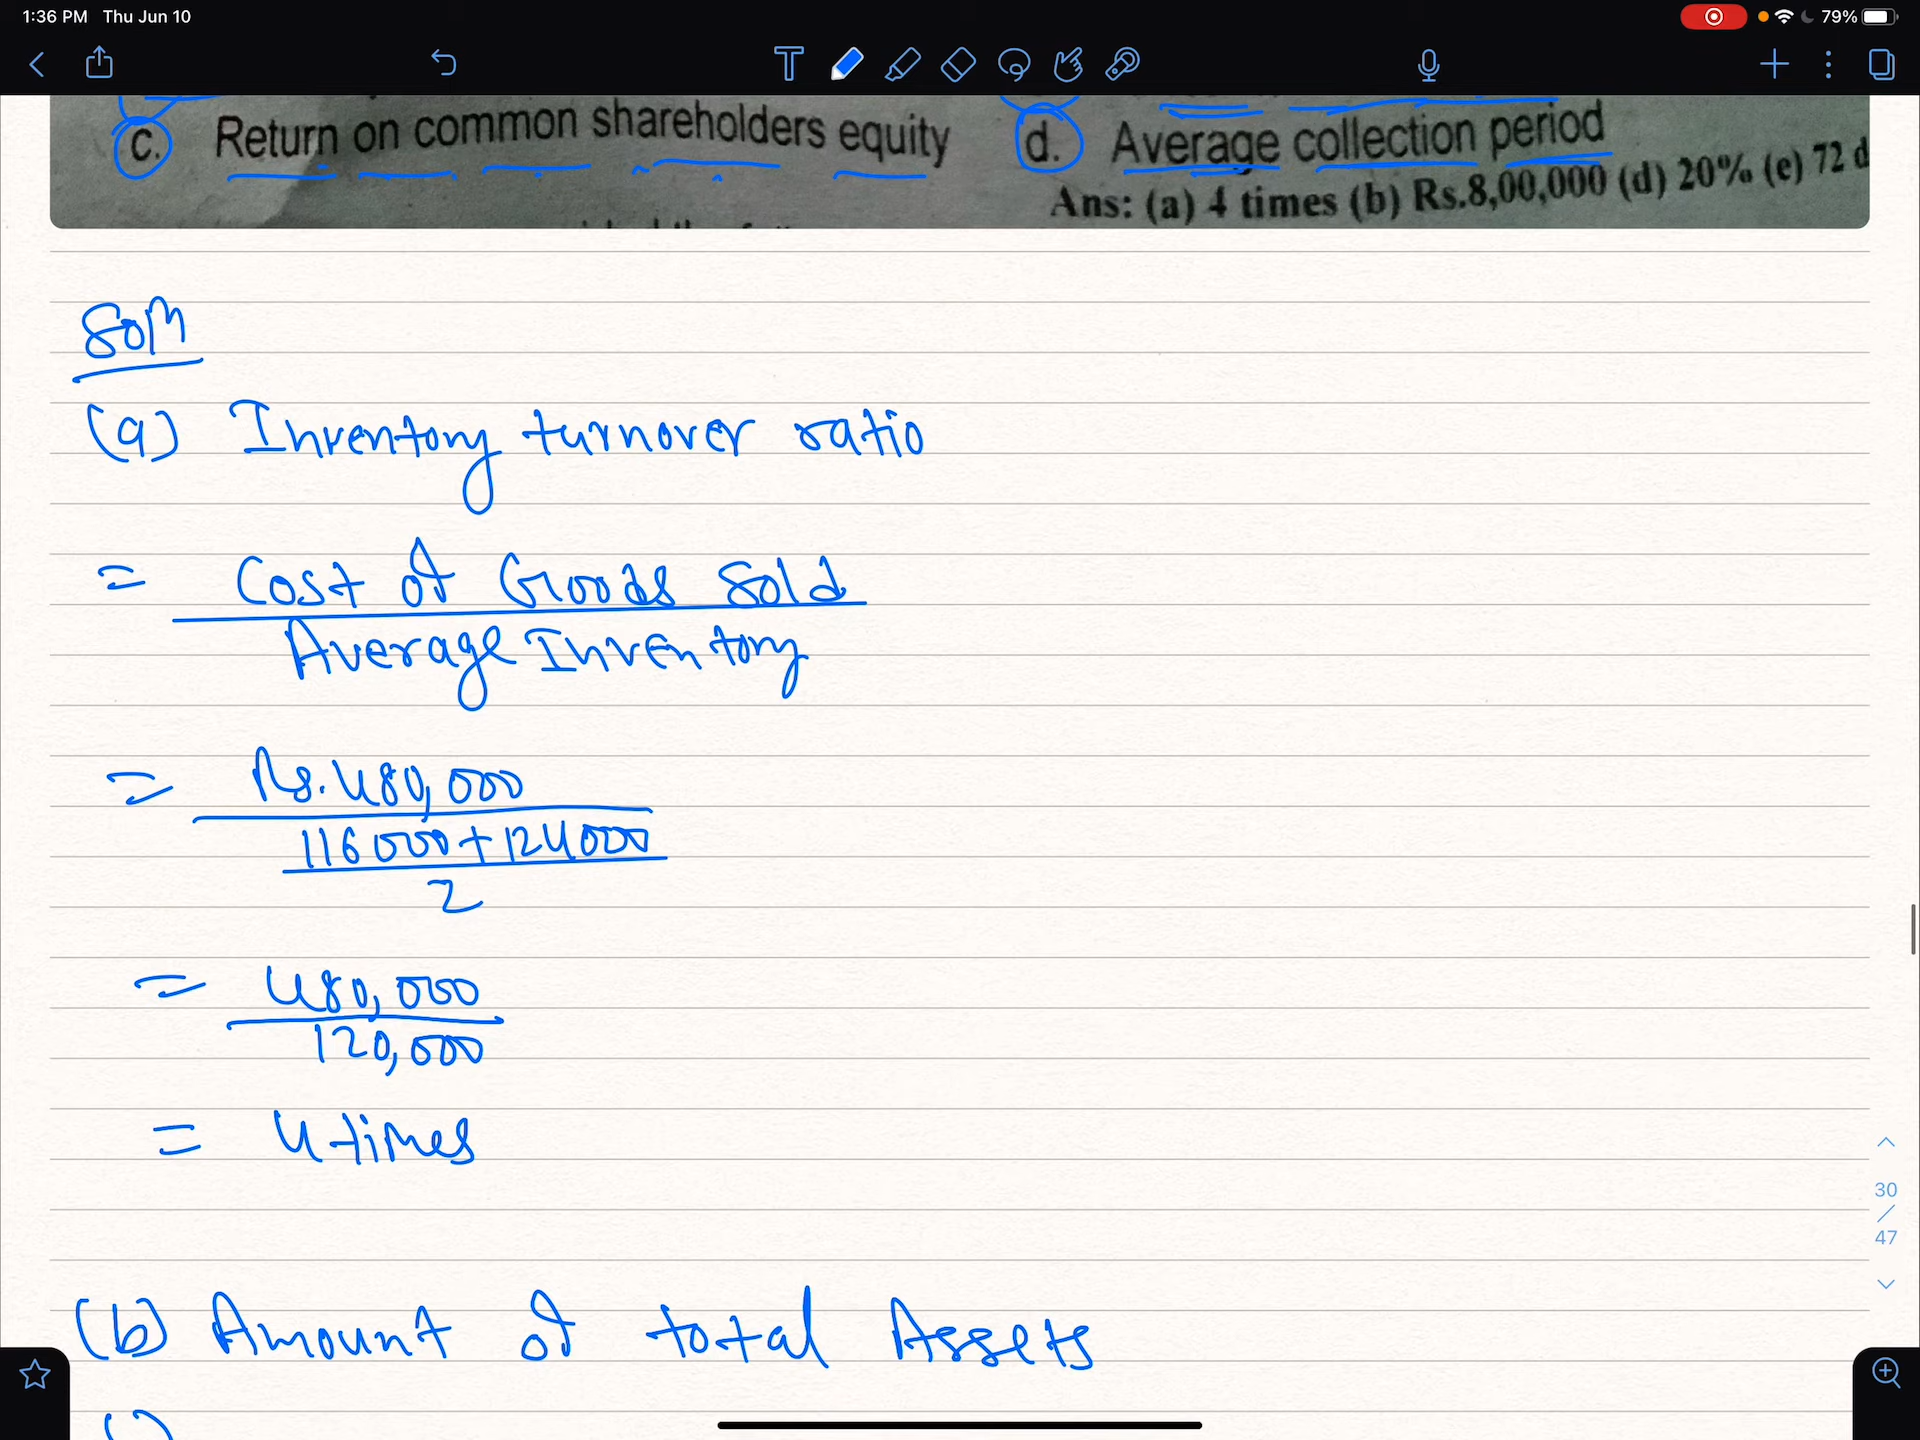 1:36 PM Thu Jun 10
79%
c. Return on common shareholders equity d. Average collection period
Ans: (a) 4 times (b) Rs.8,00,000 (d) 20% (e) 72 d
Soln
(a) Inventory turnover ratio
= Cost of Goods Sold
Average Inventory
= Rs. 480,000
116000+124000
2
= 480,000
120,000
= 4 times
30
/
47
(b) Amount of total Assets